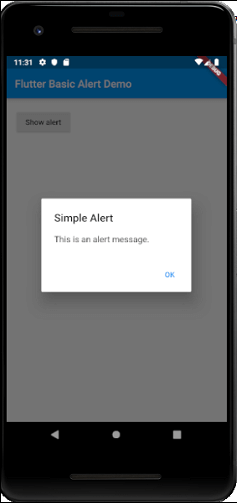 11:31
Flutter Basic Alert Demo
Show alert
Simple Alert
This is an alert message.
OK